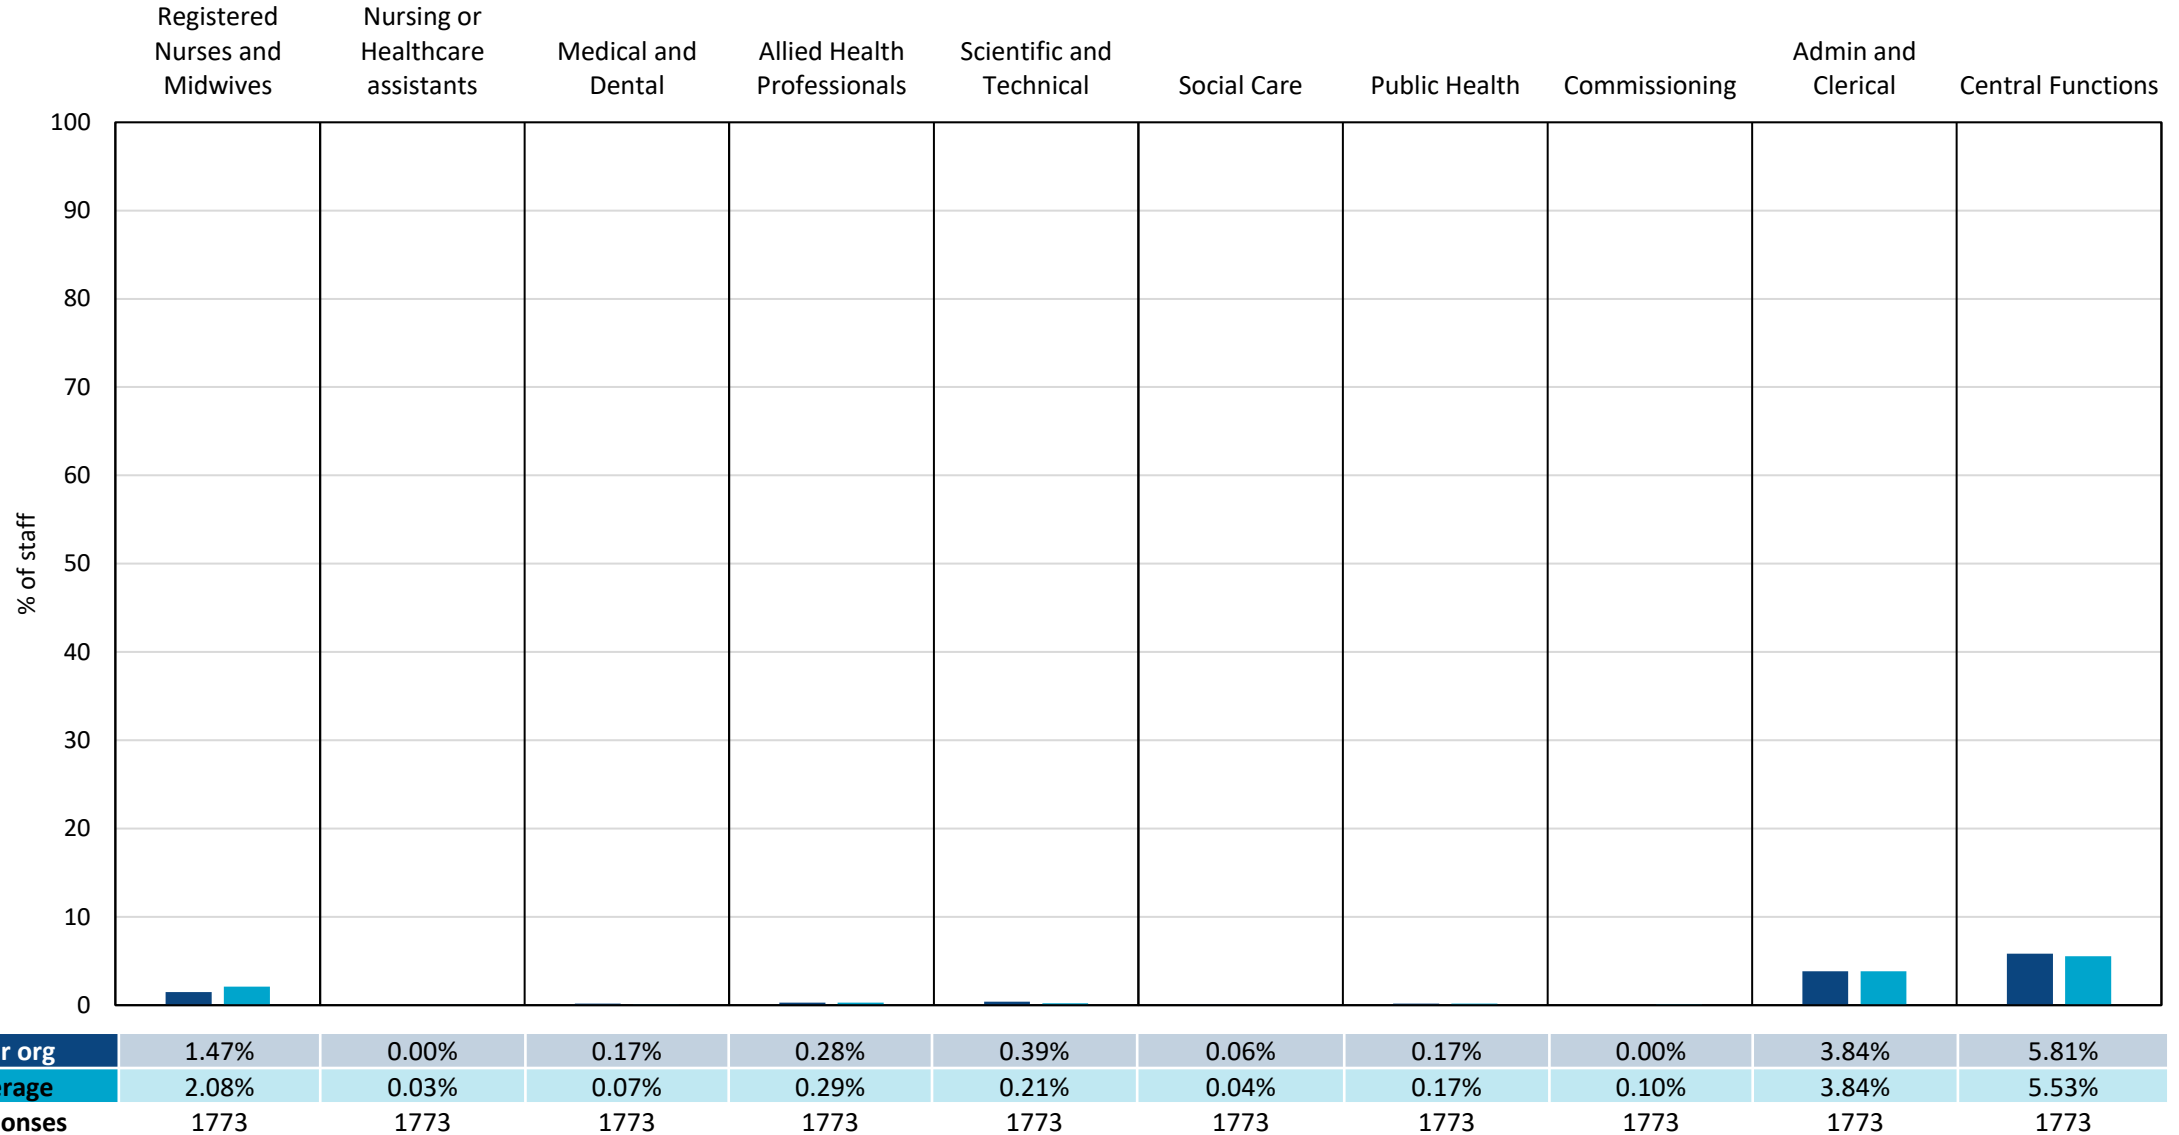 Registered Nurses and Midwives
Nursing or Healthcare assistants
Medical and Dental
Allied Health Professionals
Scientific and Technical
Social Care
Public Health
Commissioning
Admin and Clerical
Central Functions
% of staff
100
90
80
70
60
50
40
30
20
10
0
r org 1.47% 0.00% 0.17% 0.28% 0.39% 0.06% 0.17% 0.00% 3.84% 5.81%
erage 2.08% 0.03% 0.07% 0.29% 0.21% 0.04% 0.17% 0.10% 3.84% 5.53%
onses 1773 1773 1773 1773 1773 1773 1773 1773 1773 1773